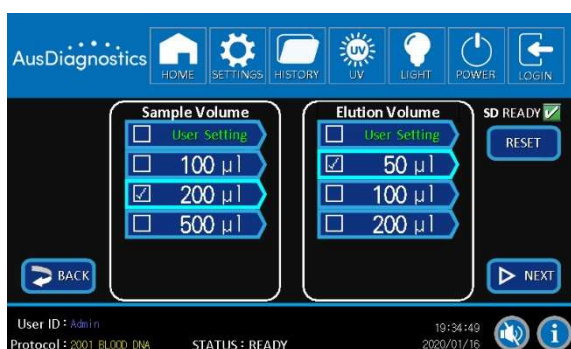 AusDiagnostics
HOME SETTINGS HISTORY UV LIGHT POWER LOGIN
Sample Volume
User Setting
100 µl
200 µl
500 µl
Elution Volume
User Setting
50 µl
100 µl
200 µl
SD READY
RESET
BACK
NEXT
User ID : Admin
Protocol : 2001 BLOOD DNA
STATUS : READY
19:34:49
2020/01/16